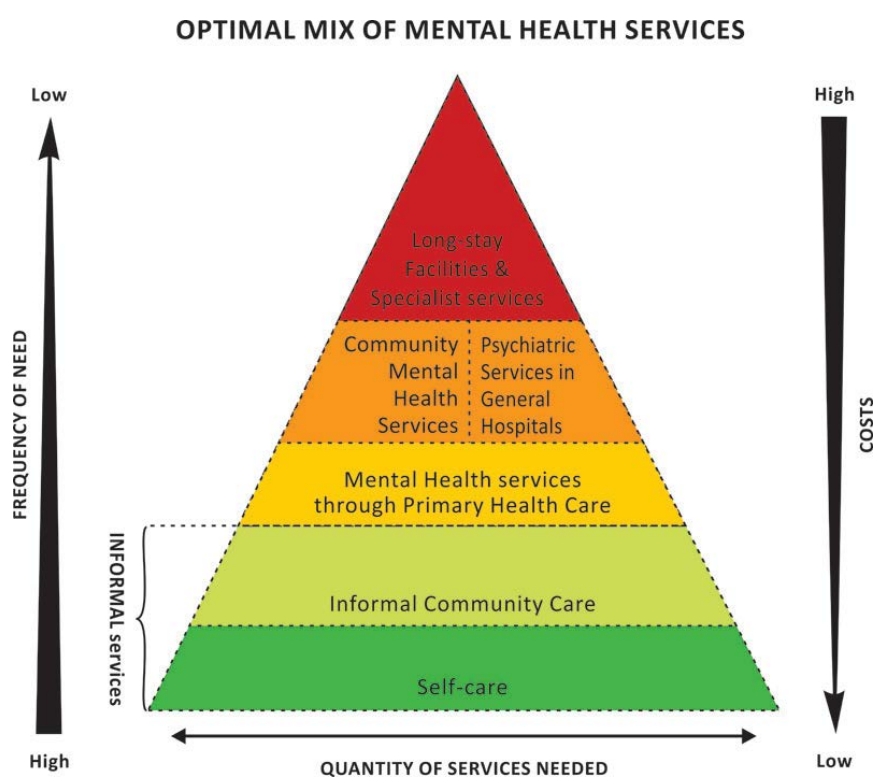 OPTIMAL MIX OF MENTAL HEALTH SERVICES
Low
High
Long-stay
Facilities &
Specialist services
Community
Mental
Health
Services
Psychiatric
Services in
General
Hospitals
FREQUENCY OF NEED
COSTS
Mental Health services
through Primary Health Care
INFORMAL services
Informal Community Care
Self-care
High
Low
QUANTITY OF SERVICES NEEDED